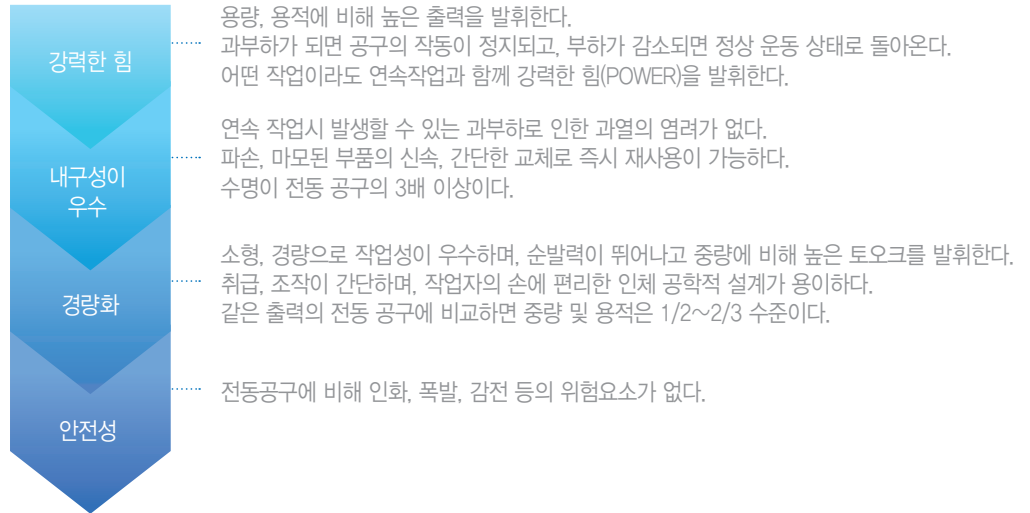 강력한 힘
용량, 용적에 비해 높은 출력을 발휘한다.
과부하가 되면 공구의 작동이 정지되고, 부하가 감소되면 정상 운동 상태로 돌아온다.
어떤 작업이라도 연속작업과 함께 강력한 힘(POWER)을 발휘한다.
내구성이
우수
연속 작업시 발생할 수 있는 과부하로 인한 과열의 염려가 없다.
파손, 마모된 부품의 신속, 간단한 교체로 즉시 재사용이 가능하다.
수명이 전동 공구의 3배 이상이다.
경량화
소형, 경량으로 작업성이 우수하며, 순발력이 뛰어나고 중량에 비해 높은 토오크를 발휘한다.
취급, 조작이 간단하며, 작업자의 손에 편리한 인체 공학적 설계가 용이하다.
같은 출력의 전동 공구에 비교하면 중량 및 용적은 1/2~2/3 수준이다.
안전성
전동공구에 비해 인화, 폭발, 감전 등의 위험요소가 없다.